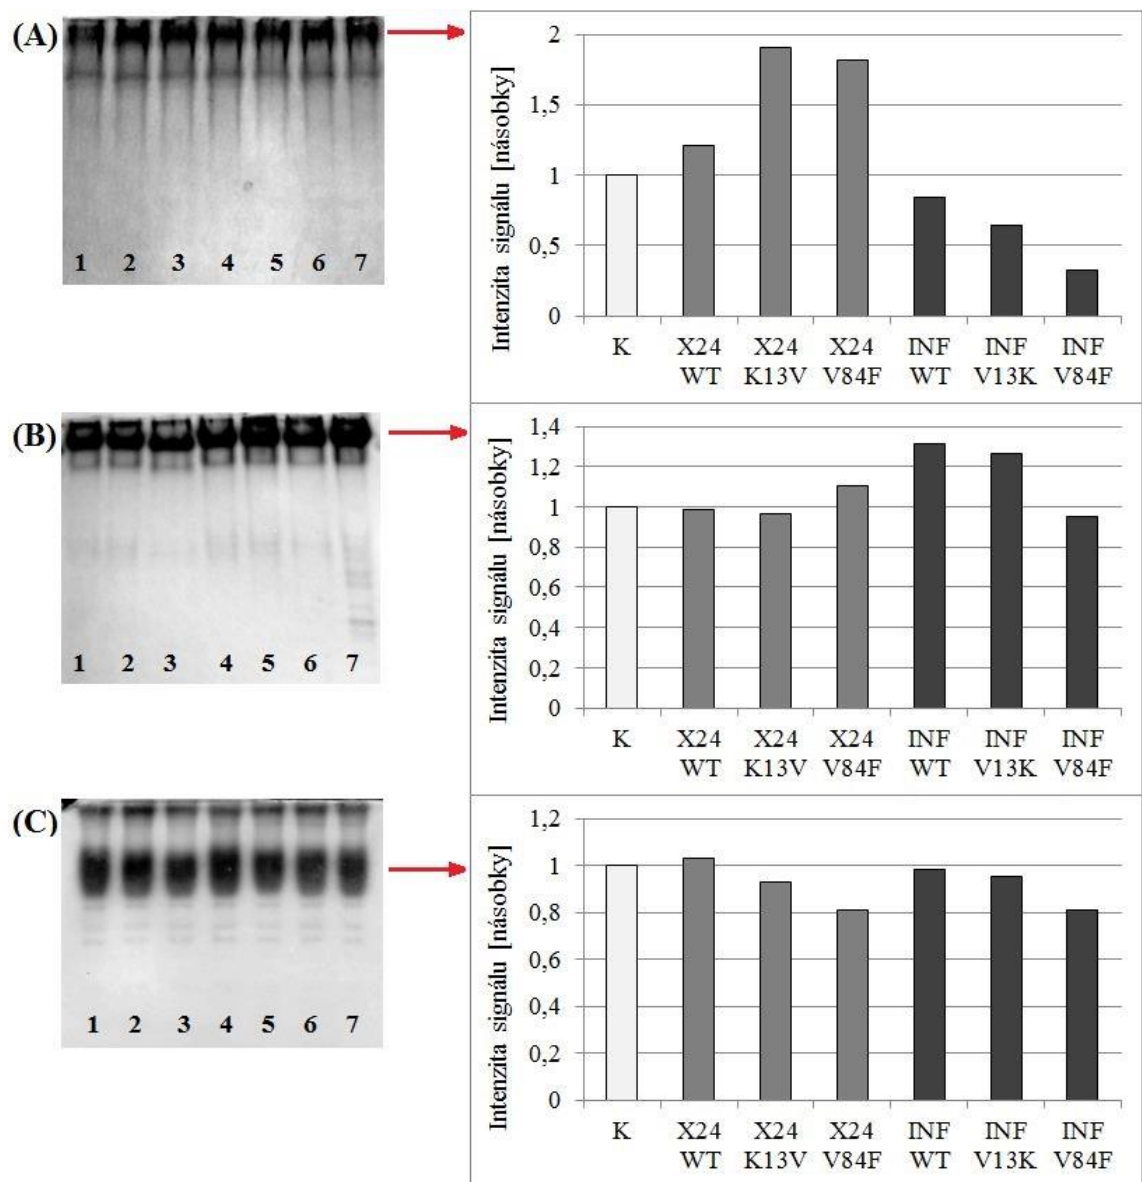 (A)
1 2 3 4 5 6 7
Intenzita signálu [násobky]
2
1,5
1
0,5
0
K X24 X24 X24 INF INF INF
WT K13V V84F WT V13K V84F
(B)
1 2 3 4 5 6 7
Intenzita signálu [násobky]
1,4
1,2
1
0,8
0,6
0,4
0,2
0
K X24 X24 X24 INF INF INF
WT K13V V84F WT V13K V84F
(C)
1 2 3 4 5 6 7
Intenzita signálu [násobky]
1,2
1
0,8
0,6
0,4
0,2
0
K X24 X24 X24 INF INF INF
WT K13V V84F WT V13K V84F